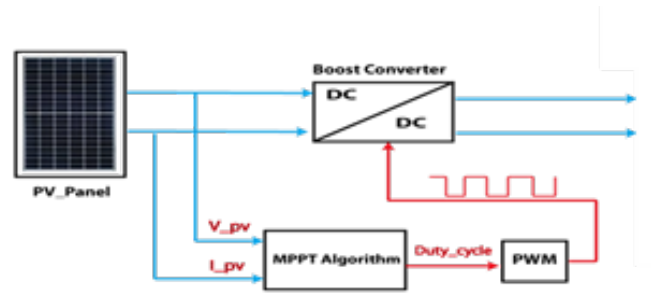 Boost Converter
DC
DC
PV_Panel
V_pv
I_pv
MPPT Algorithm
Duty_cycle
PWM